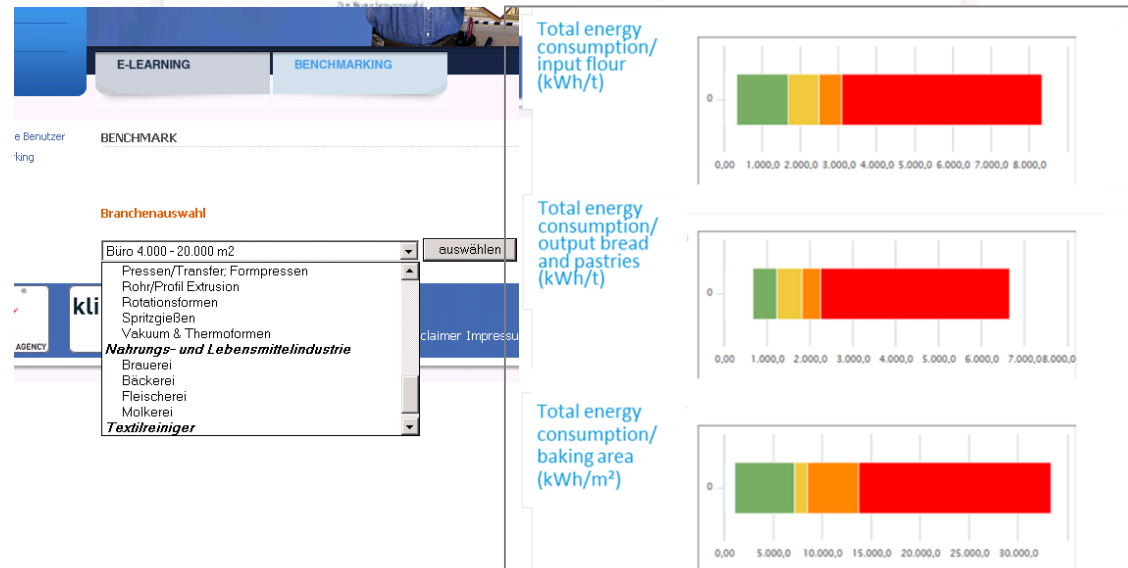 E-LEARNING
BENCHMARKING
e Benutzer
BENCHMARK
king
Branchenauswahl
Büro 4.000 - 20.000 m2
auswählen
Pressen/Transfer; Formpressen
Rohr/Profil Extrusion
Rotationsformen
Spritzgießen
Vakuum & Thermoformen
Nahrungs- und Lebensmittelindustrie
Brauerei
Bäckerei
Fleischerei
Molkerei
Textilreiniger
®
AGENCY
kli
claimer Impressu
Total energy
consumption/
input flour
(kWh/t)
0
0,00 1.000,0 2.000,0 3.000,0 4.000,0 5.000,0 6.000,0 7.000,0 8.000,0
Total energy
consumption/
output bread
and pastries
(kWh/t)
0
0,00 1.000,0 2.000,0 3.000,0 4.000,0 5.000,0 6.000,0 7.000,08.000,0
Total energy
consumption/
baking area
(kWh/m²)
0
0,00 5.000,0 10.000,0 15.000,0 20.000,0 25.000,0 30.000,0